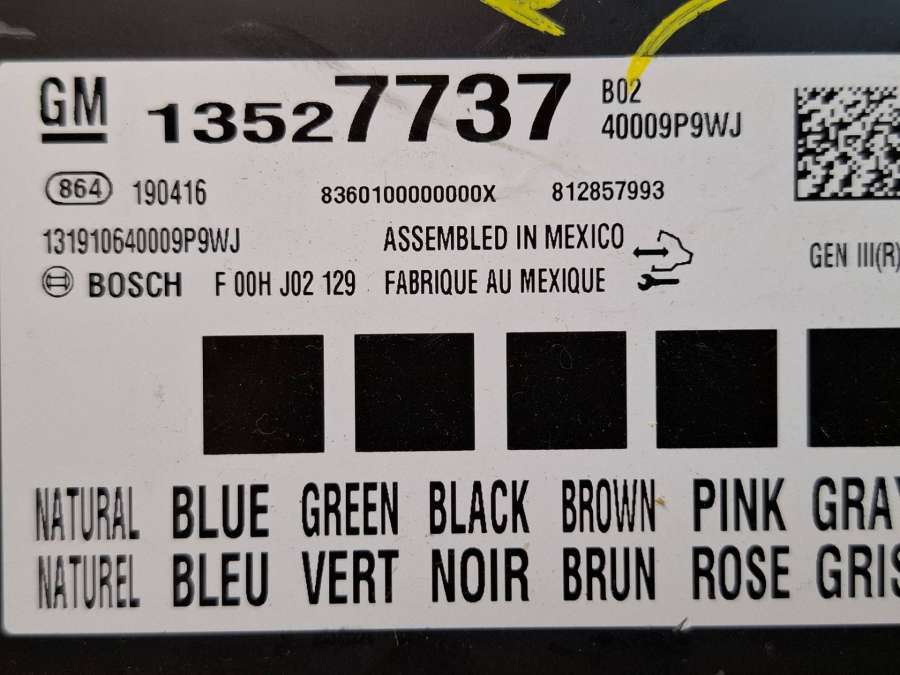 GM 13527737 B02
40009P9WJ
864 190416 8360100000000X 812857993
131910640009P9WJ ASSEMBLED IN MEXICO
BOSCH F 00H J02 129 FABRIQUE AU MEXIQUE
GEN III(R)
NATURAL BLUE GREEN BLACK BROWN PINK GRAY
NATUREL BLEU VERT NOIR BRUN ROSE GRIS